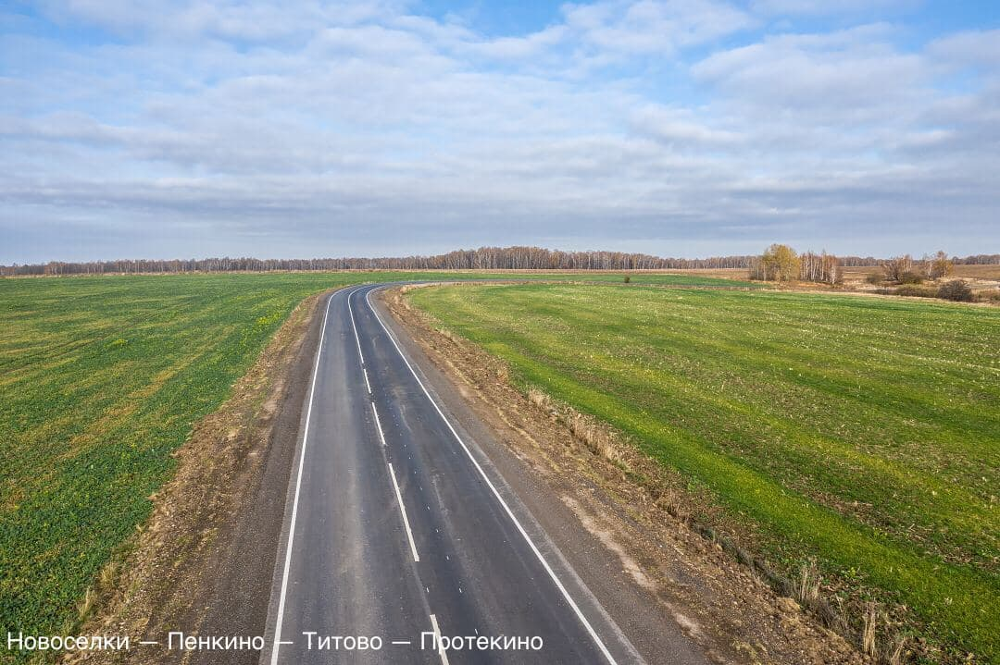 Новоселки — Пенкино — Титово — Протекино